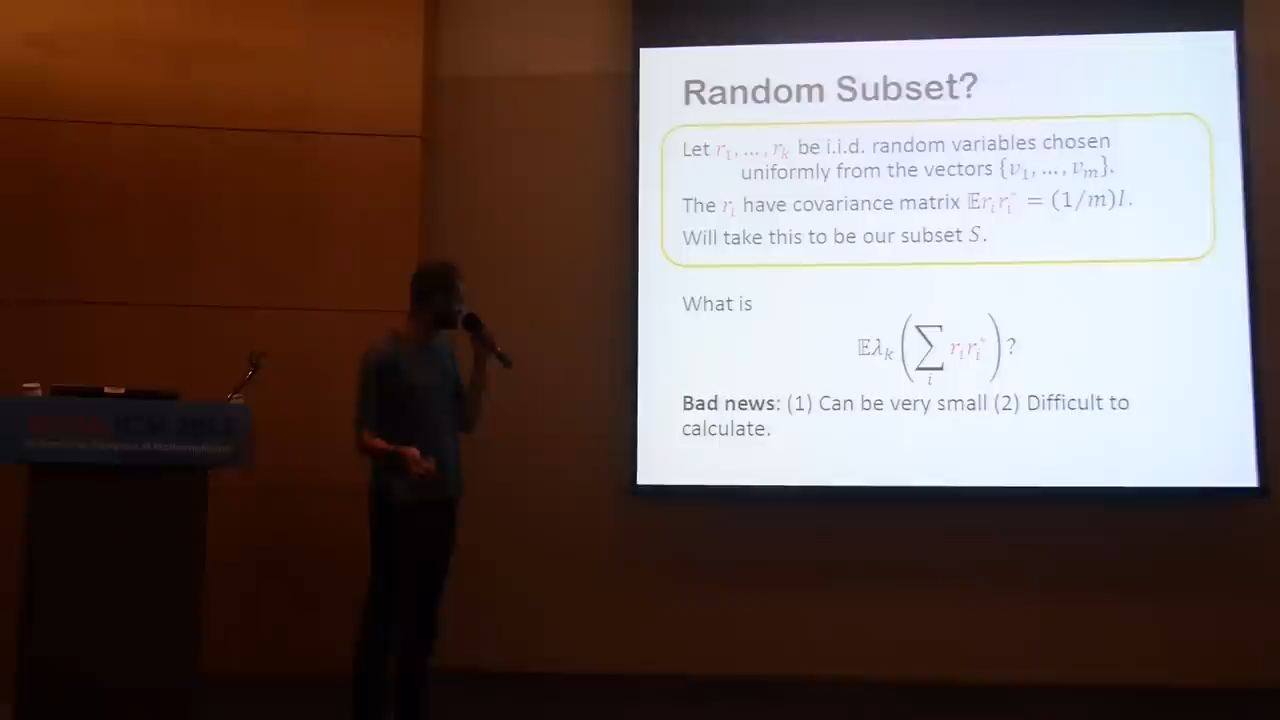 Random Subset?
Let r₁, ..., rₖ be i.i.d. random variables chosen
uniformly from the vectors {v₁, ..., vₘ}.
The rᵢ have covariance matrix 𝔼rᵢrᵢ* = (1/m)I.
Will take this to be our subset S.
What is
𝔼λₖ(∑ᵢ rᵢrᵢ*)?
Bad news: (1) Can be very small (2) Difficult to
calculate.